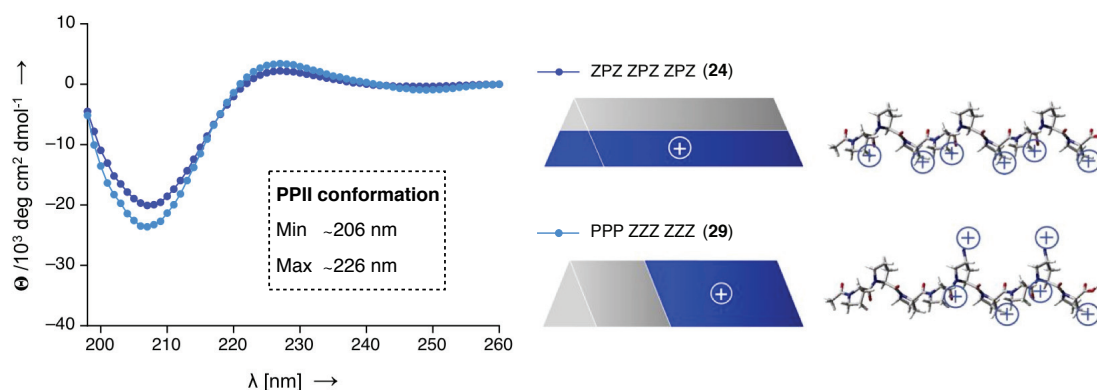 10
0
−10
−20
−30
−40
Θ /10³ deg cm² dmol⁻¹ →
200 210 220 230 240 250 260
λ [nm] →
PPII conformation
Min ~206 nm
Max ~226 nm
ZPZ ZPZ ZPZ (24)
+
+ + + + + +
PPP ZZZ ZZZ (29)
+
+ +
+ + + +